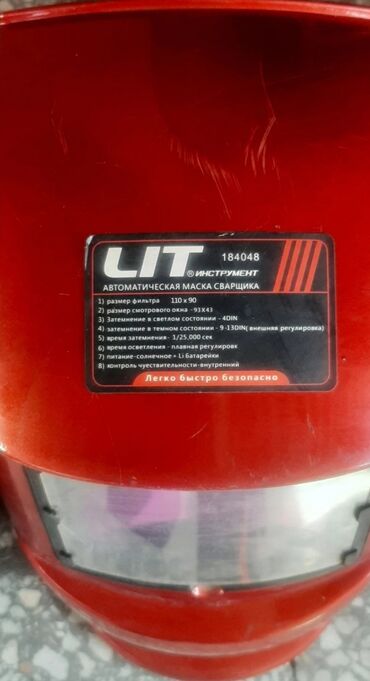 LIT 184048
® ИНСТРУМЕНТ
АВТОМАТИЧЕСКАЯ МАСКА СВАРЩИКА
1) размер фильтра 110 x 90
2) размер смотрового окна -93X43
3) Затемнение в светлом состоянии - 4DIN
4) затемнение в темном состоянии - 9 -13DIN( внешняя регулировка)
5) время затемнения- 1/25,000 сек
6) время осветления - плавная регулировк
7) питание-солнечное + Li батарейки
8) контроль чуествительности-внутренний
Легко быстро безопасно